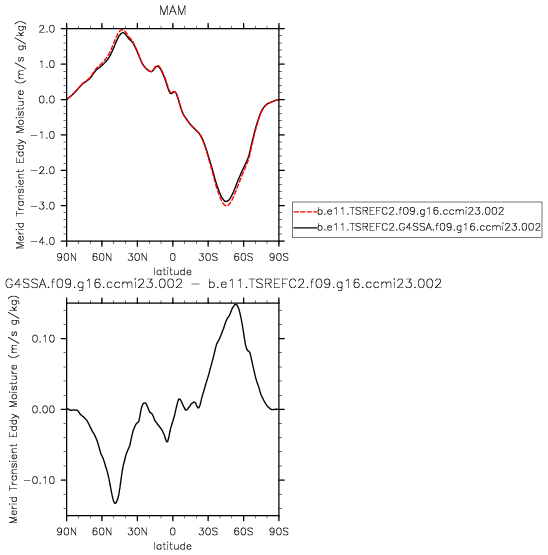 MAM
Merid Transient Eddy Moisture (m/s g/kg)
2.0
1.0
0.0
−1.0
−2.0
−3.0
−4.0
90N 60N 30N 0 30S 60S 90S
latitude
b.e11.TSREFC2.f09.g16.ccmi23.002
b.e11.TSREFC2.G4SSA.f09.g16.ccmi23.002
G4SSA.f09.g16.ccmi23.002 − b.e11.TSREFC2.f09.g16.ccmi23.002
Merid Transient Eddy Moisture (m/s g/kg)
0.10
0.00
−0.10
90N 60N 30N 0 30S 60S 90S
latitude